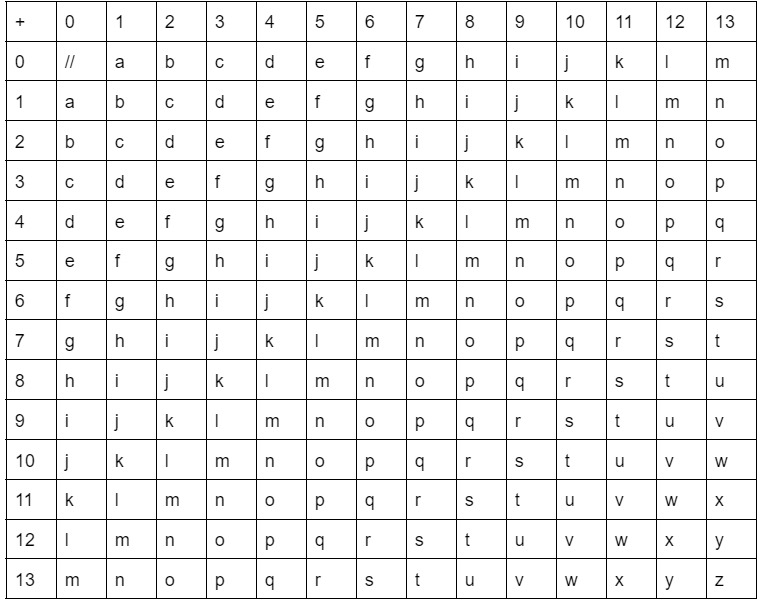 + 0 1 2 3 4 5 6 7 8 9 10 11 12 13
0 // a b c d e f g h i j k l m
1 a b c d e f g h i j k l m n
2 b c d e f g h i j k l m n o
3 c d e f g h i j k l m n o p
4 d e f g h i j k l m n o p q
5 e f g h i j k l m n o p q r
6 f g h i j k l m n o p q r s
7 g h i j k l m n o p q r s t
8 h i j k l m n o p q r s t u
9 i j k l m n o p q r s t u v
10 j k l m n o p q r s t u v w
11 k l m n o p q r s t u v w x
12 l m n o p q r s t u v w x y
13 m n o p q r s t u v w x y z